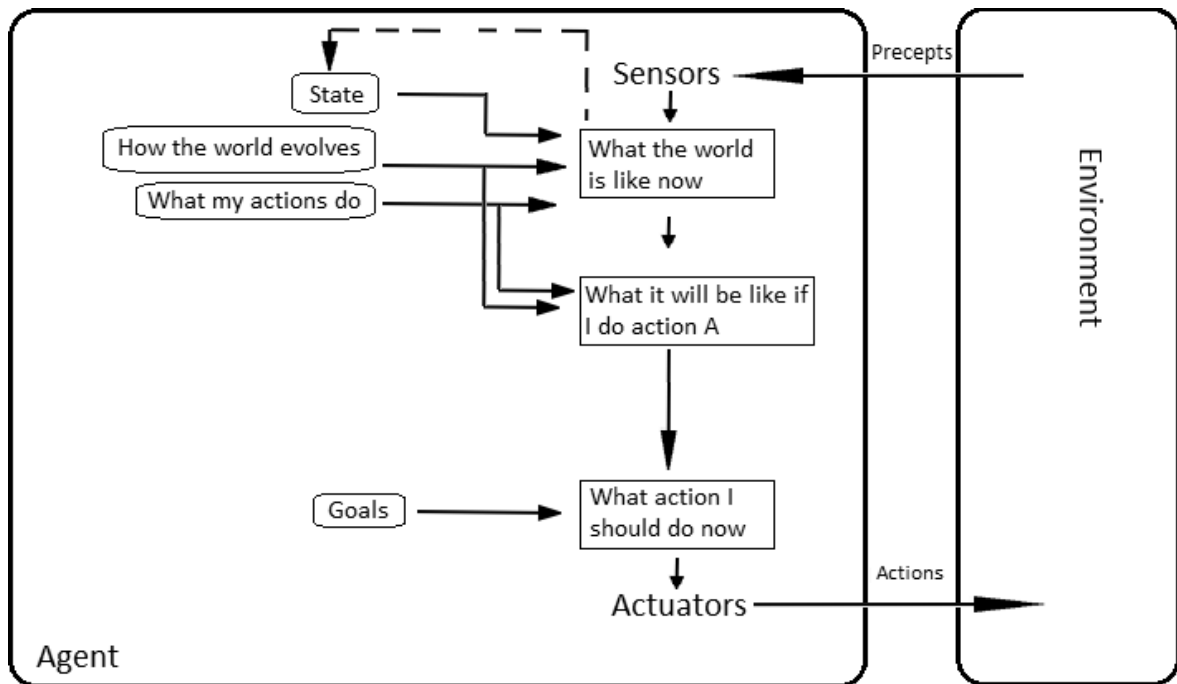 Precepts
Sensors
State
How the world evolves
What the world
is like now
What my actions do
Environment
What it will be like if
I do action A
Goals
What action I
should do now
Actions
Actuators
Agent